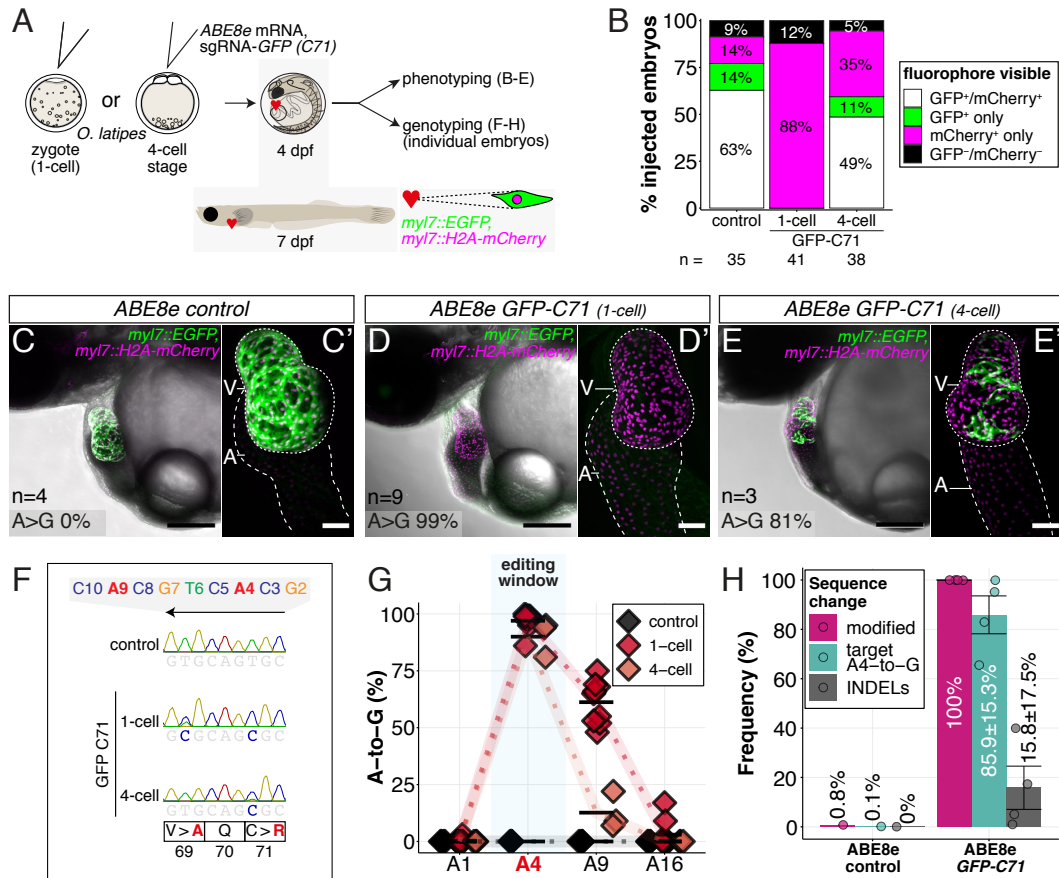 A
ABE8e mRNA,
sgRNA-GFP (C71)
or
O. latipes
zygote
(1-cell)
4-cell
stage
4 dpf
phenotyping (B-E)
genotyping (F-H)
(individual embryos)
7 dpf
myl7::EGFP,
myl7::H2A-mCherry
B
% injected embryos
100
75
50
25
0
9%
14%
14%
63%
12%
88%
5%
35%
11%
49%
control
1-cell
4-cell
GFP-C71
n =
35
41
38
fluorophore visible
GFP⁺/mCherry⁺
GFP⁺ only
mCherry⁺ only
GFP⁻/mCherry⁻
ABE8e control
C
myl7::EGFP,
myl7::H2A-mCherry
C'
V
A
n=4
A>G 0%
ABE8e GFP-C71 (1-cell)
D
myl7::EGFP,
myl7::H2A-mCherry
D'
V
A
n=9
A>G 99%
ABE8e GFP-C71 (4-cell)
E
myl7::EGFP,
myl7::H2A-mCherry
E'
V
A
n=3
A>G 81%
F
C10 A9 C8 G7 T6 C5 A4 C3 G2
control
GTGCAGTGC
GFP C71
1-cell
GCGCAGCGC
4-cell
GTGCAGCGC
V > A Q C > R
69 70 71
G
editing
window
A-to-G (%)
100
75
50
25
0
A1
A4
A9
A16
control
1-cell
4-cell
H
Frequency (%)
100
80
60
40
20
0
Sequence
change
modified
target
A4-to-G
INDELs
0.8%
0.1%
0%
100%
85.9±15.3%
15.8±17.5%
ABE8e
control
ABE8e
GFP-C71